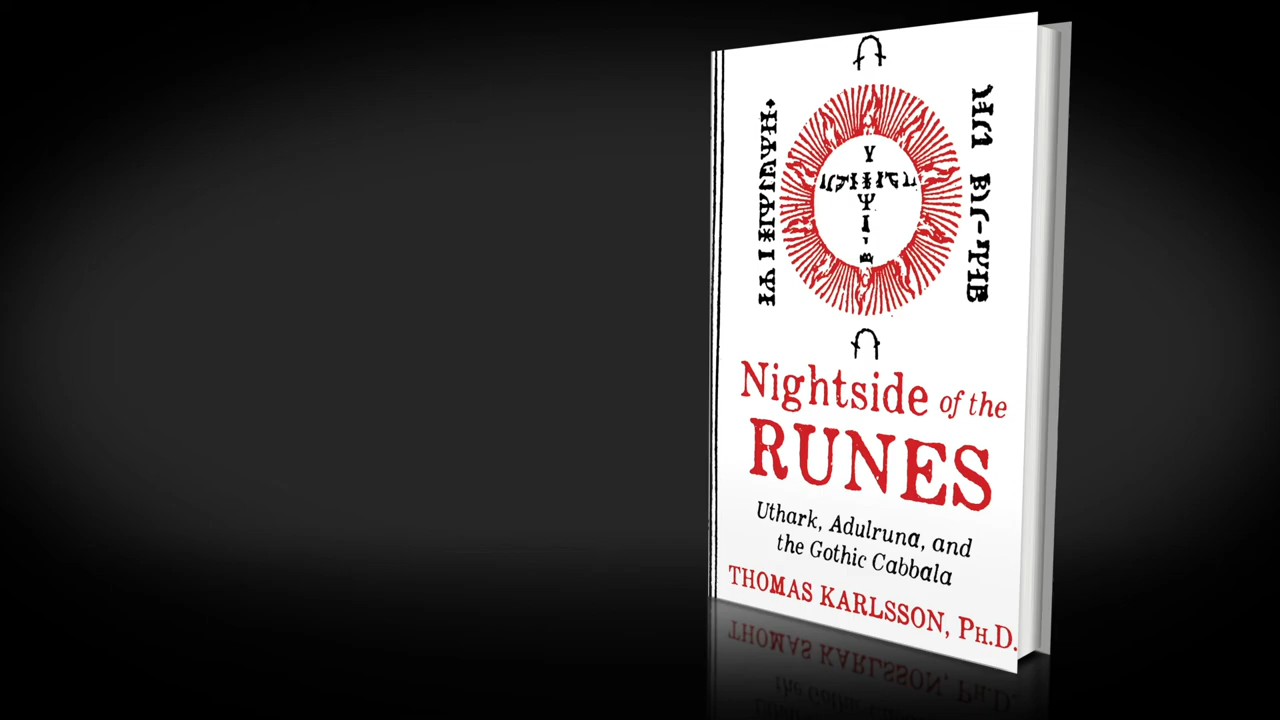 Nightside of the
RUNES
Uthark, Adulruna, and
the Gothic Cabbala
THOMAS KARLSSON, PH.D.